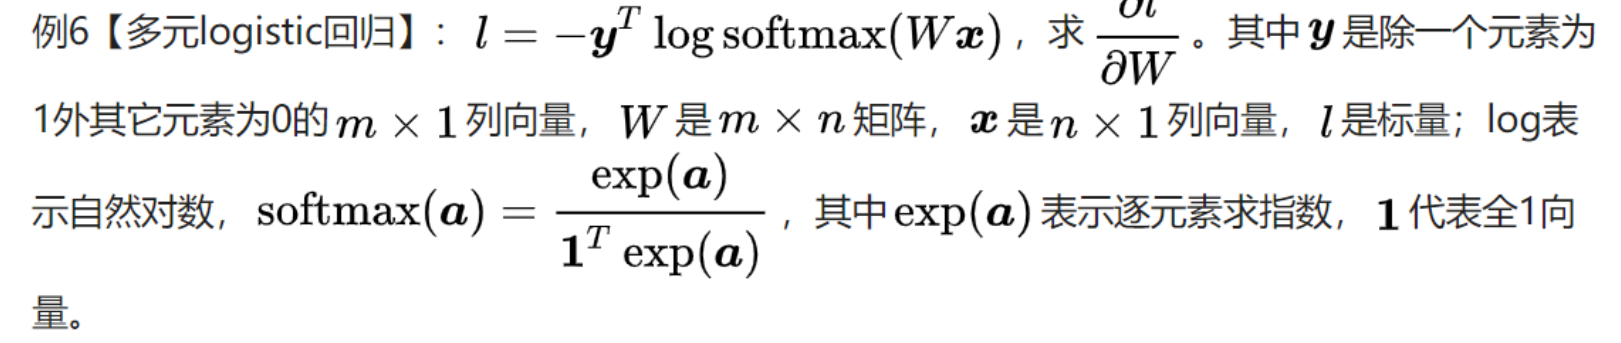 例6【多元logistic回归】:$l = -\boldsymbol{y}^T \log \operatorname{softmax}(W\boldsymbol{x})$,求$\frac{\partial l}{\partial W}$。其中$\boldsymbol{y}$是除一个元素为
1外其它元素为0的$m \times 1$列向量,$W$是$m \times n$矩阵,$\boldsymbol{x}$是$n \times 1$列向量,$l$是标量;log表
示自然对数,$\operatorname{softmax}(\boldsymbol{a}) = \frac{\exp(\boldsymbol{a})}{\boldsymbol{1}^T \exp(\boldsymbol{a})}$,其中$\exp(\boldsymbol{a})$表示逐元素求指数,$\boldsymbol{1}$代表全1向
量。